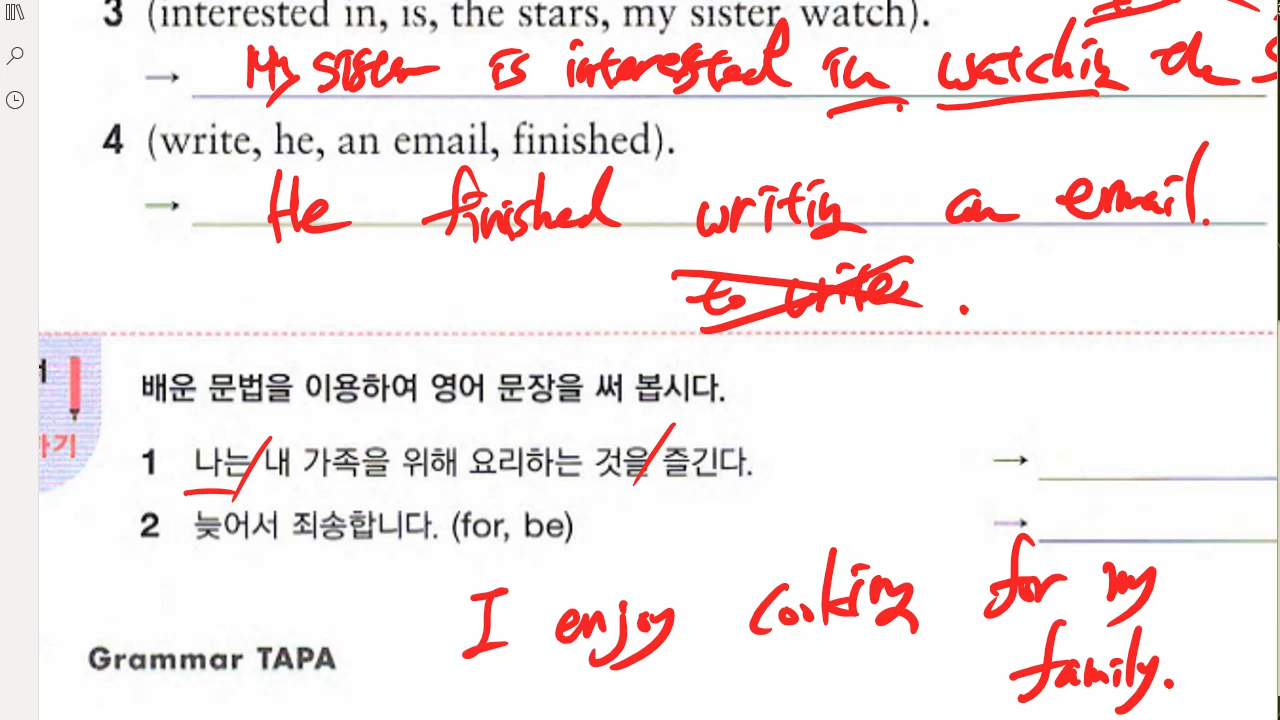 3 (interested in, is, the stars, my sister, watch).
→ My sister is interested in watching the
4 (write, he, an email, finished).
→ He finished writing an email.
to write .
배운 문법을 이용하여 영어 문장을 써 봅시다.
하기
1 나는 / 내 가족을 위해 요리하는 것을 / 즐긴다. →
2 늦어서 죄송합니다. (for, be) →
I enjoy cooking for my
family.
Grammar TAPA